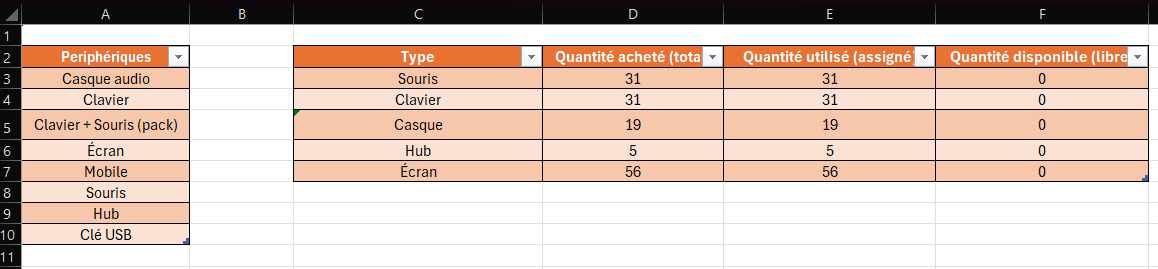 A B C D E F
1
2 Periphériques Type Quantité acheté (tota Quantité utilisé (assigné) Quantité disponible (libre
3 Casque audio Souris 31 31 0
4 Clavier Clavier 31 31 0
5 Clavier + Souris (pack) Casque 19 19 0
6 Écran Hub 5 5 0
7 Mobile Écran 56 56 0
8 Souris
9 Hub
10 Clé USB
11